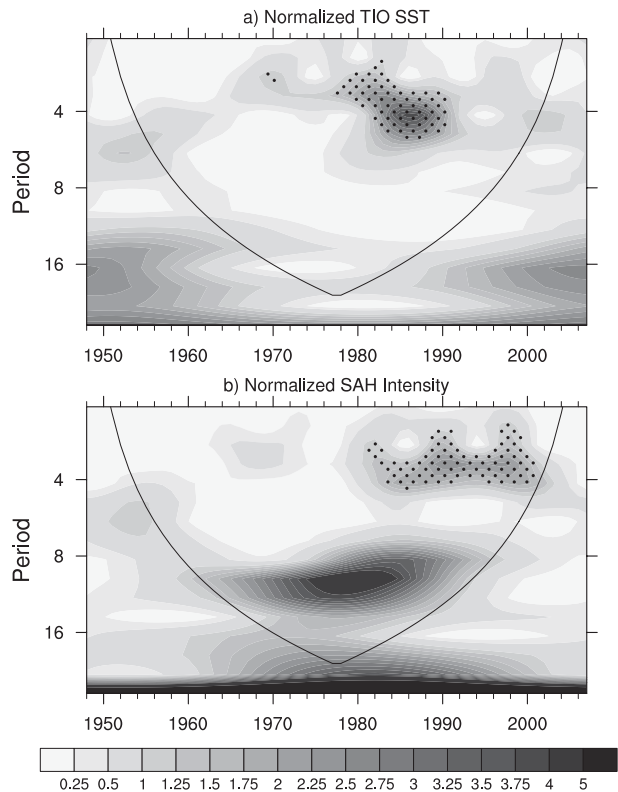 a) Normalized TIO SST
4
8
16
Period
1950 1960 1970 1980 1990 2000
b) Normalized SAH Intensity
4
8
16
Period
1950 1960 1970 1980 1990 2000
0.25 0.5 1 1.25 1.5 1.75 2 2.25 2.5 2.75 3 3.25 3.5 3.75 4 5